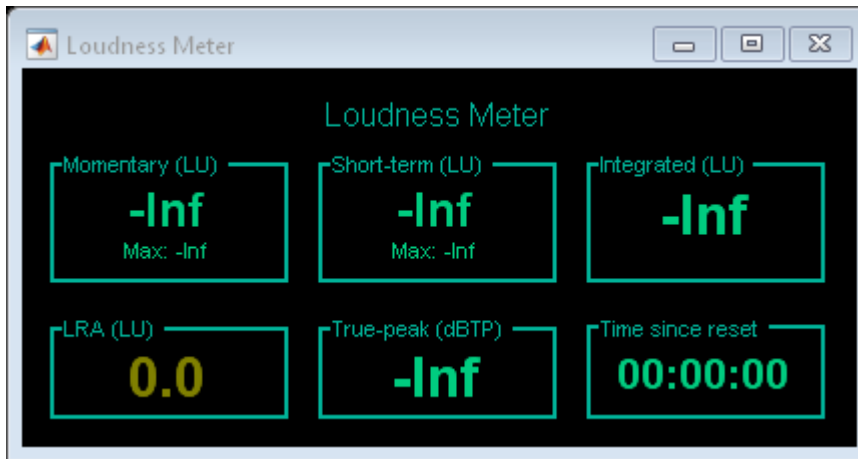 Loudness Meter
Loudness Meter
Momentary (LU)
-Inf
Max: -Inf
Short-term (LU)
-Inf
Max: -Inf
Integrated (LU)
-Inf
LRA (LU)
0.0
True-peak (dBTP)
-Inf
Time since reset
00:00:00